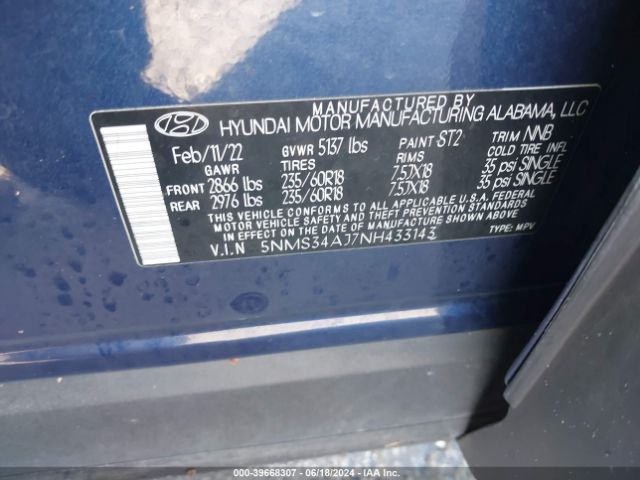 MANUFACTURED BY
HYUNDAI MOTOR MANUFACTURING ALABAMA, LLC
Feb/11/22 GVWR 5137 lbs PAINT ST2 TRIM NNB
GAWR TIRES RIMS COLD TIRE INFL
FRONT 2866 lbs 235/60R18 7.5JX18 35 psi SINGLE
REAR 2976 lbs 235/60R18 7.5JX18 35 psi SINGLE
THIS VEHICLE CONFORMS TO ALL APPLICABLE
U.S. FEDERAL MOTOR VEHICLE SAFETY, BUMPER,
AND THEFT PREVENTION STANDARDS IN EFFECT
ON THE DATE OF MANUFACTURE SHOWN ABOVE.
V.I.N 5NMS34AJ7NH433143 TYPE: MPV
000-39668307 - 06/18/2024 - IAA Inc.